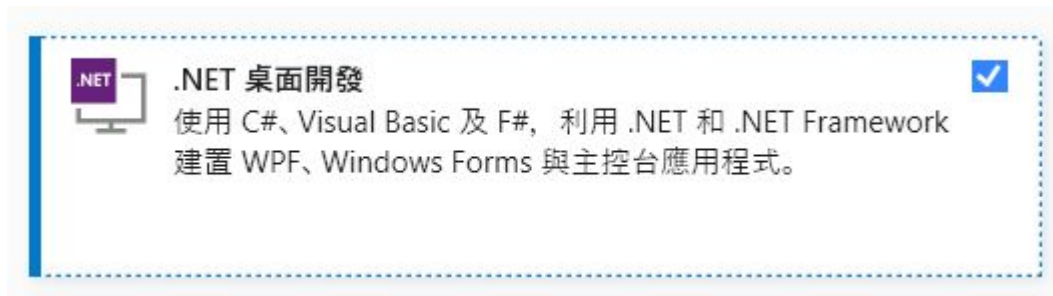 .NET
.NET 桌面開發
使用 C#、Visual Basic 及 F#，利用 .NET 和 .NET Framework
建置 WPF、Windows Forms 與主控台應用程式。